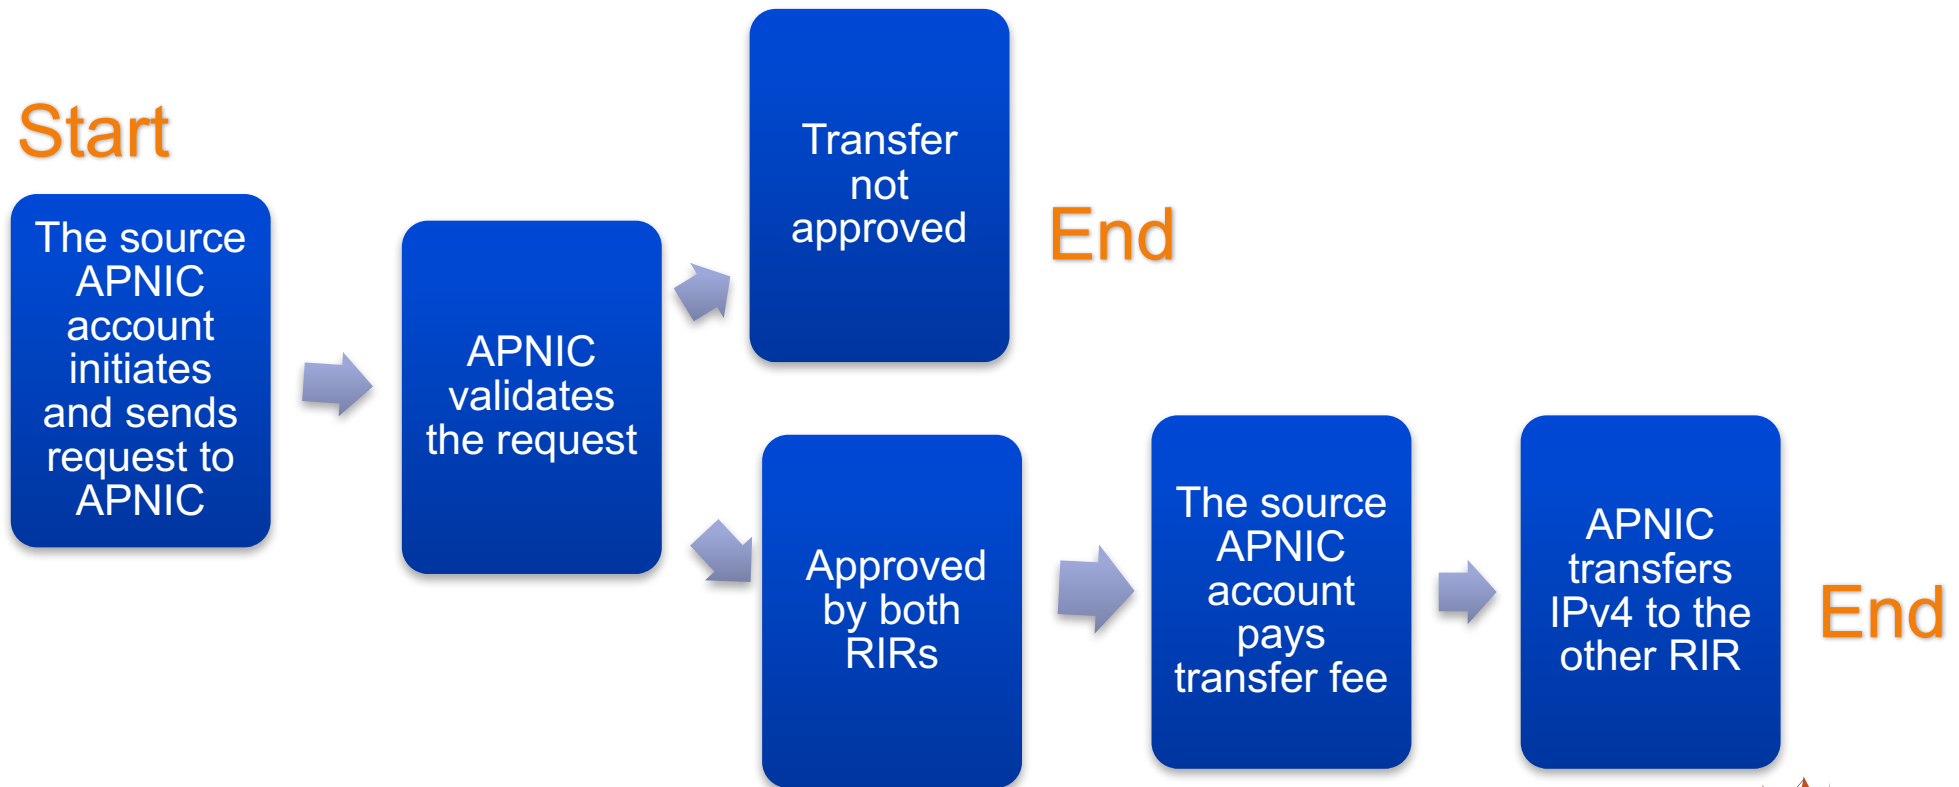 Start
The source
APNIC
account
initiates
and sends
request to
APNIC
APNIC
validates
the request
Transfer
not
approved
End
Approved
by both
RIRs
The source
APNIC
account
pays
transfer fee
APNIC
transfers
IPv4 to the
other RIR
End